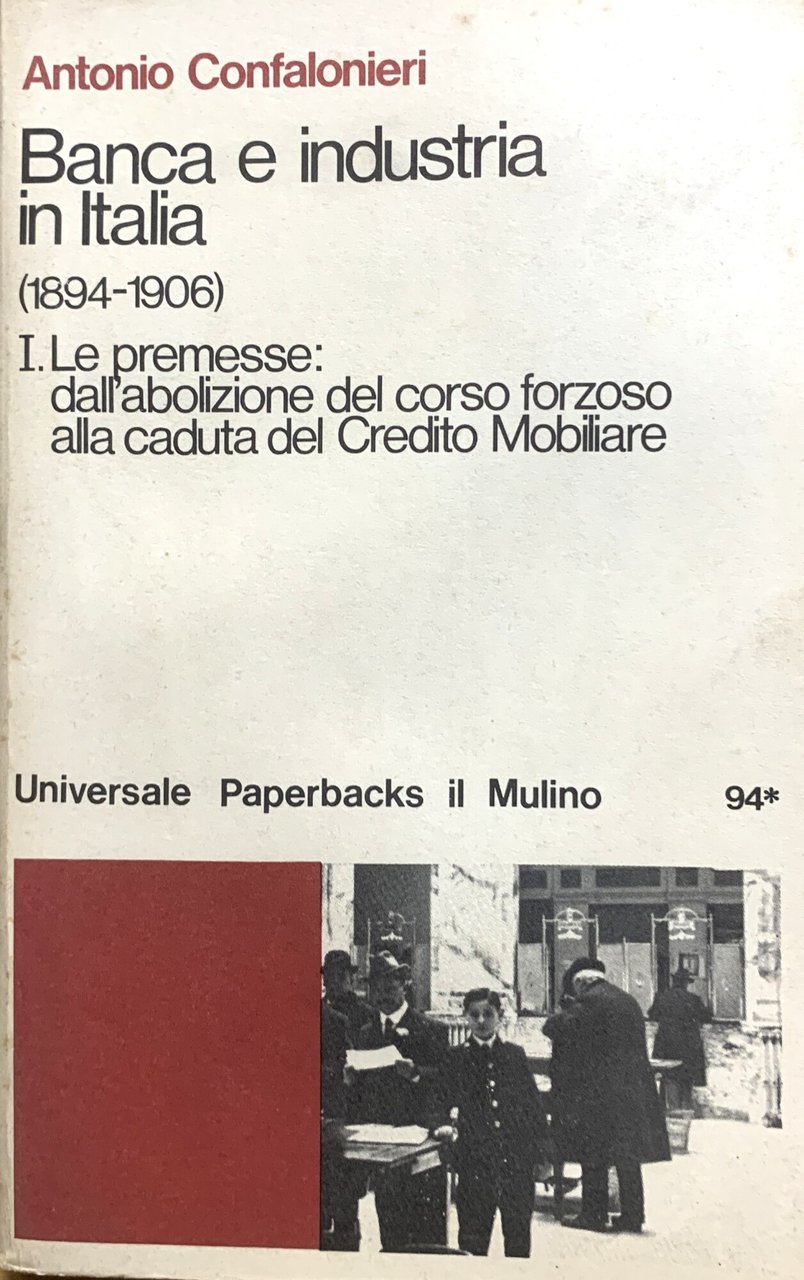 Antonio Confalonieri
Banca e industria
in Italia
(1894-1906)
I. Le premesse:
dall'abolizione del corso forzoso
alla caduta del Credito Mobiliare
Universale Paperbacks il Mulino 94*